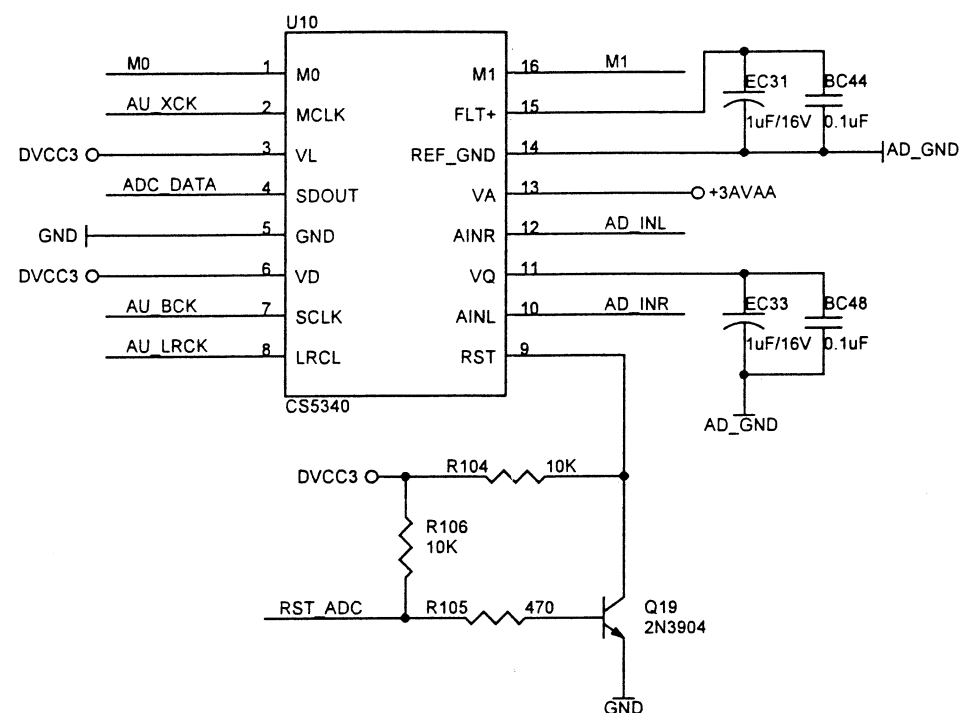 U10
M0 1 M0 M1 16 M1
AU_XCK 2 MCLK FLT+ 15
EC31 BC44
1uF/16V 0.1uF
DVCC3 3 VL REF_GND 14 AD_GND
ADC_DATA 4 SDOUT VA 13 +3AVAA
GND 5 GND AINR 12 AD_INL
DVCC3 6 VD VQ 11
AU_BCK 7 SCLK AINL 10 AD_INR
EC33 BC48
1uF/16V 0.1uF
AU_LRCK 8 LRCL RST 9
CS5340
AD_GND
DVCC3 R104 10K
R106
10K
RST_ADC R105 470
Q19
2N3904
GND